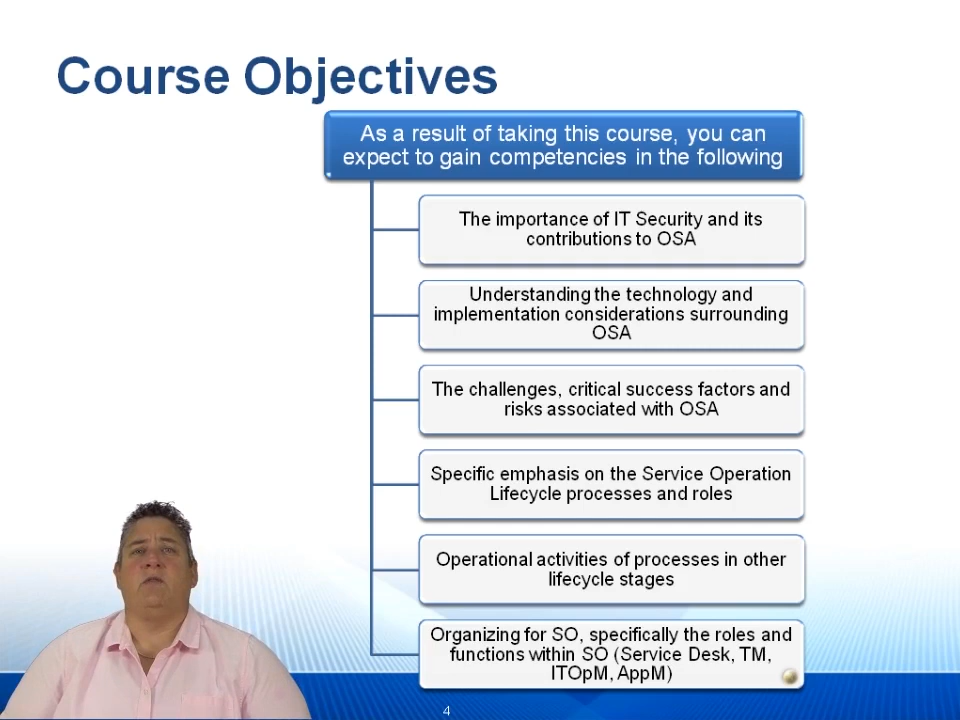 Course Objectives
As a result of taking this course, you can
expect to gain competencies in the following
The importance of IT Security and its
contributions to OSA
Understanding the technology and
implementation considerations surrounding
OSA
The challenges, critical success factors and
risks associated with OSA
Specific emphasis on the Service Operation
Lifecycle processes and roles
Operational activities of processes in other
lifecycle stages
Organizing for SO, specifically the roles and
functions within SO (Service Desk, TM,
ITOpM, AppM)
4